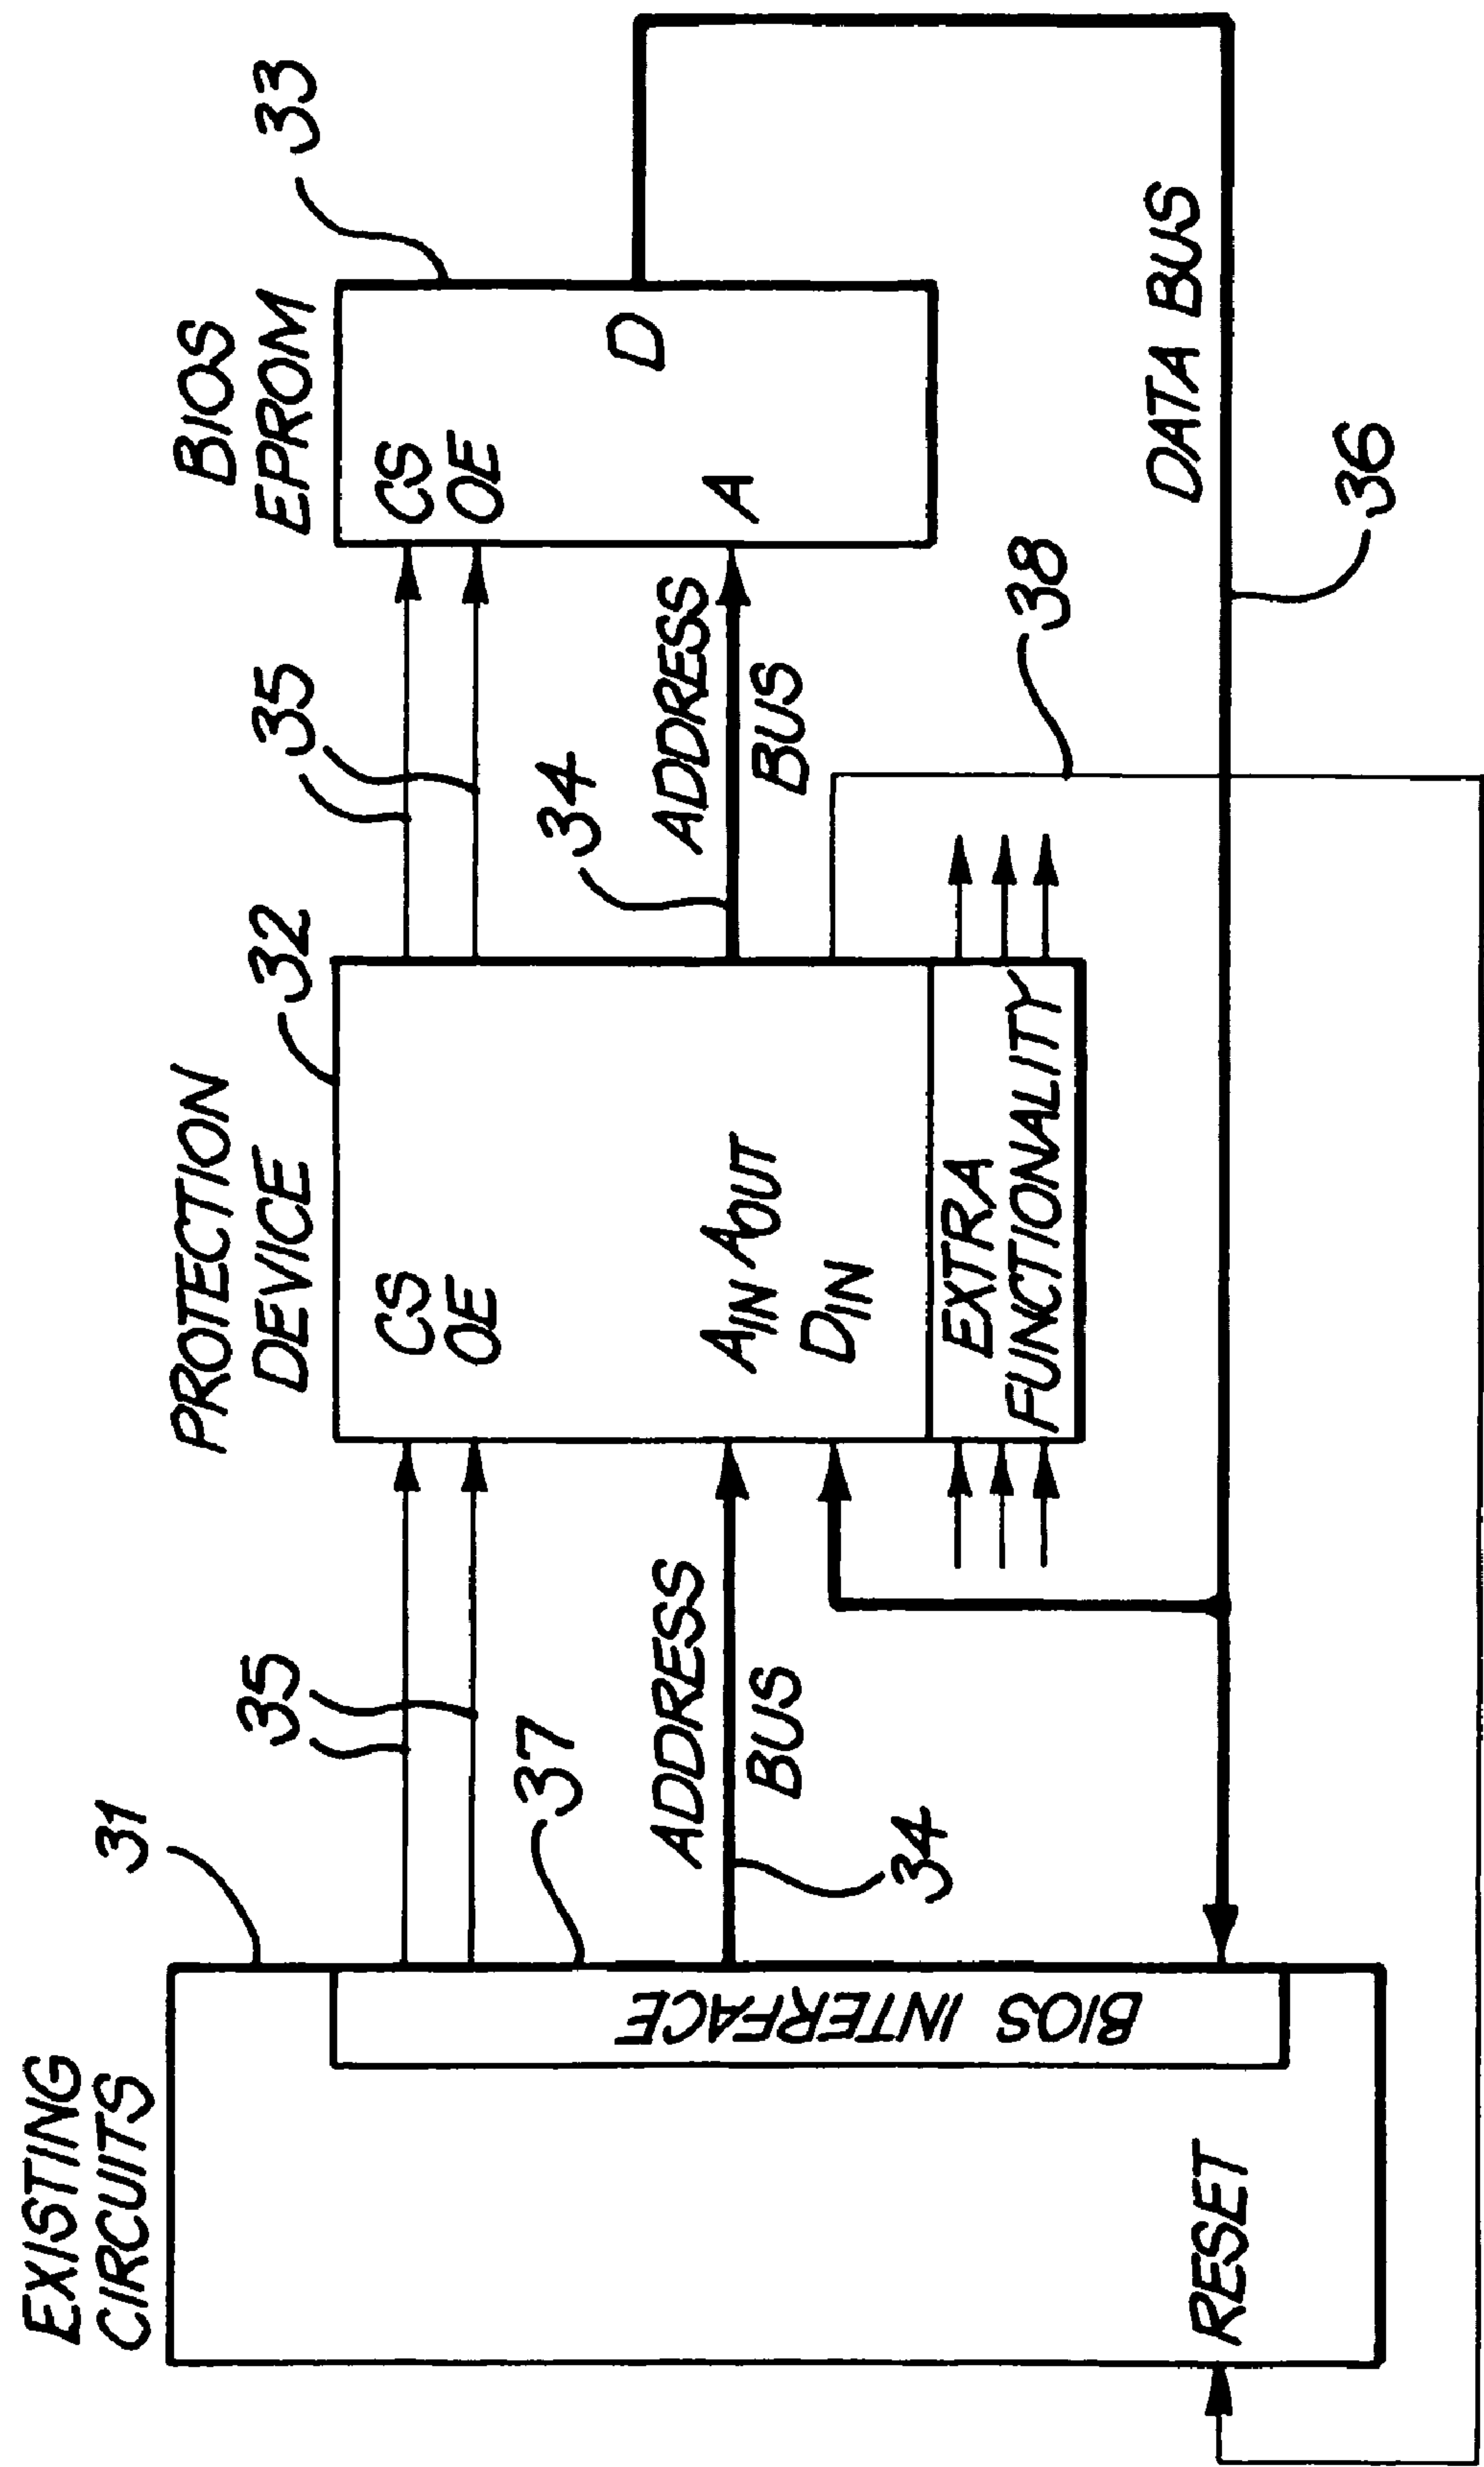 EXISTING
CIRCUITS
31
BIOS INTERFACE
RESET
37
35
ADDRESS
BUS
34
PROTECTION
DEVICE
32
CS
OE
AIN AOUT
DIN
EXTRA
FUNCTIONALITY
35
34
ADDRESS
BUS
38
BIOS
EPROM
33
CS
OE
D
A
DATA BUS
36